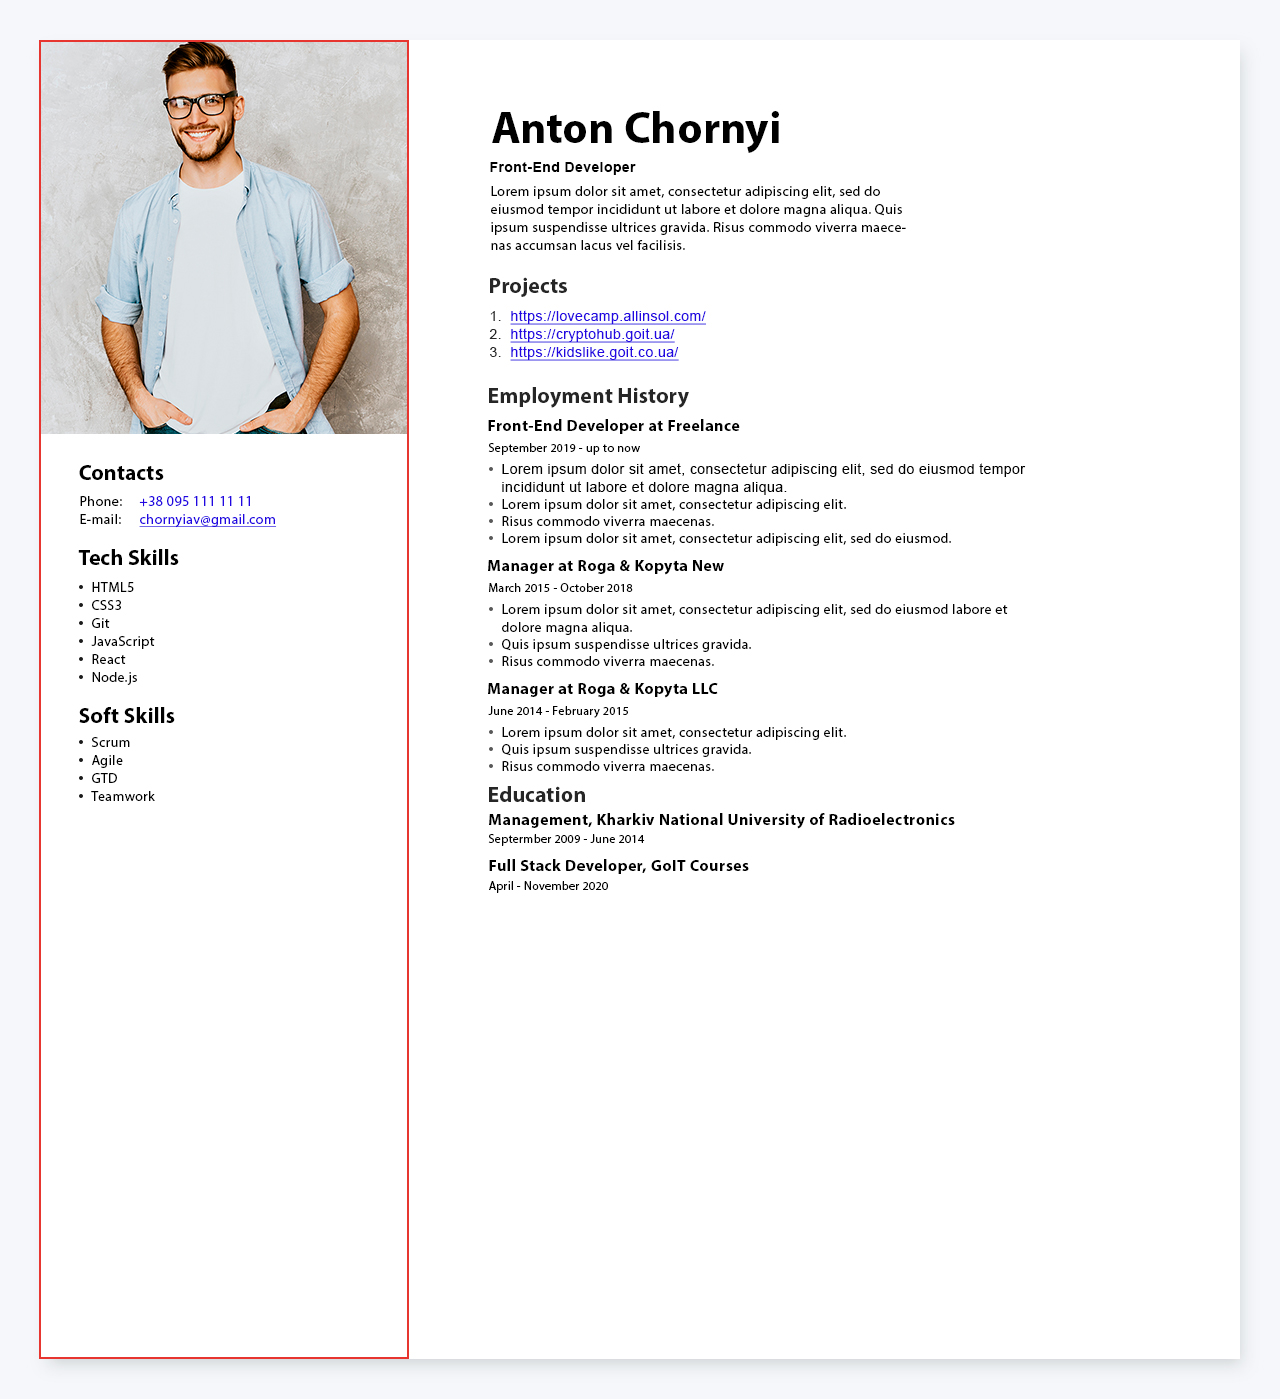 Contacts
Phone: +38 095 111 11 11
E-mail: chornyiav@gmail.com
Tech Skills
• HTML5
• CSS3
• Git
• JavaScript
• React
• Node.js
Soft Skills
• Scrum
• Agile
• GTD
• Teamwork
Anton Chornyi
Front-End Developer
Lorem ipsum dolor sit amet, consectetur adipiscing elit, sed do
eiusmod tempor incididunt ut labore et dolore magna aliqua. Quis
ipsum suspendisse ultrices gravida. Risus commodo viverra maece-
nas accumsan lacus vel facilisis.
Projects
1. https://lovecamp.allinsol.com/
2. https://cryptohub.goit.ua/
3. https://kidslike.goit.co.ua/
Employment History
Front-End Developer at Freelance
September 2019 - up to now
• Lorem ipsum dolor sit amet, consectetur adipiscing elit, sed do eiusmod tempor
incididunt ut labore et dolore magna aliqua.
• Lorem ipsum dolor sit amet, consectetur adipiscing elit.
• Risus commodo viverra maecenas.
• Lorem ipsum dolor sit amet, consectetur adipiscing elit, sed do eiusmod.
Manager at Roga & Kopyta New
March 2015 - October 2018
• Lorem ipsum dolor sit amet, consectetur adipiscing elit, sed do eiusmod labore et
dolore magna aliqua.
• Quis ipsum suspendisse ultrices gravida.
• Risus commodo viverra maecenas.
Manager at Roga & Kopyta LLC
June 2014 - February 2015
• Lorem ipsum dolor sit amet, consectetur adipiscing elit.
• Quis ipsum suspendisse ultrices gravida.
• Risus commodo viverra maecenas.
Education
Management, Kharkiv National University of Radioelectronics
Septermber 2009 - June 2014
Full Stack Developer, GoIT Courses
April - November 2020